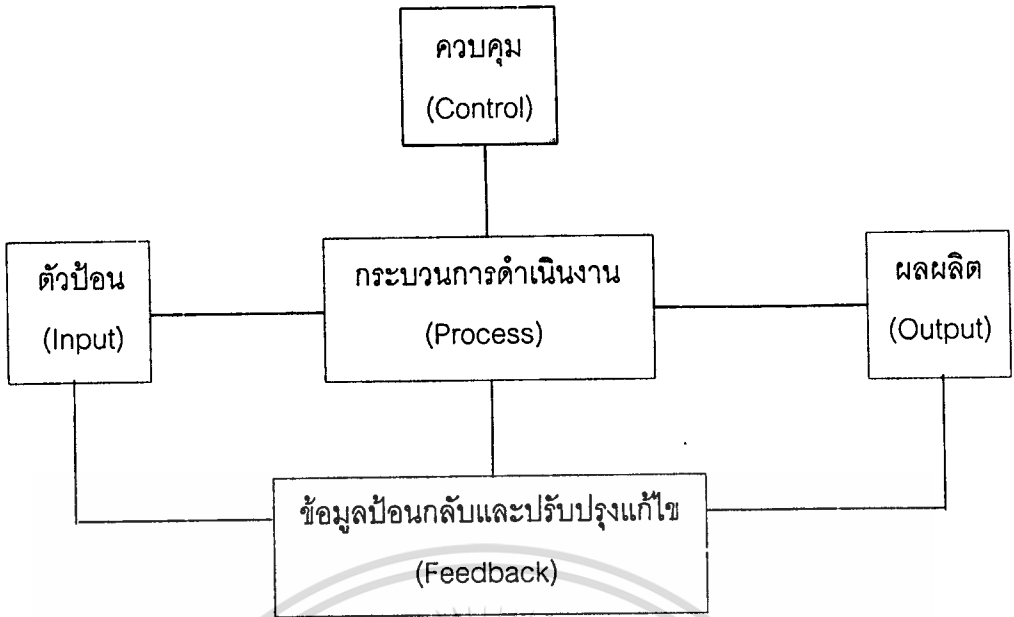 ควบคุม
(Control)
ตัวป้อน
(Input)
กระบวนการดำเนินงาน
(Process)
ผลผลิต
(Output)
ข้อมูลป้อนกลับและปรับปรุงแก้ไข
(Feedback)